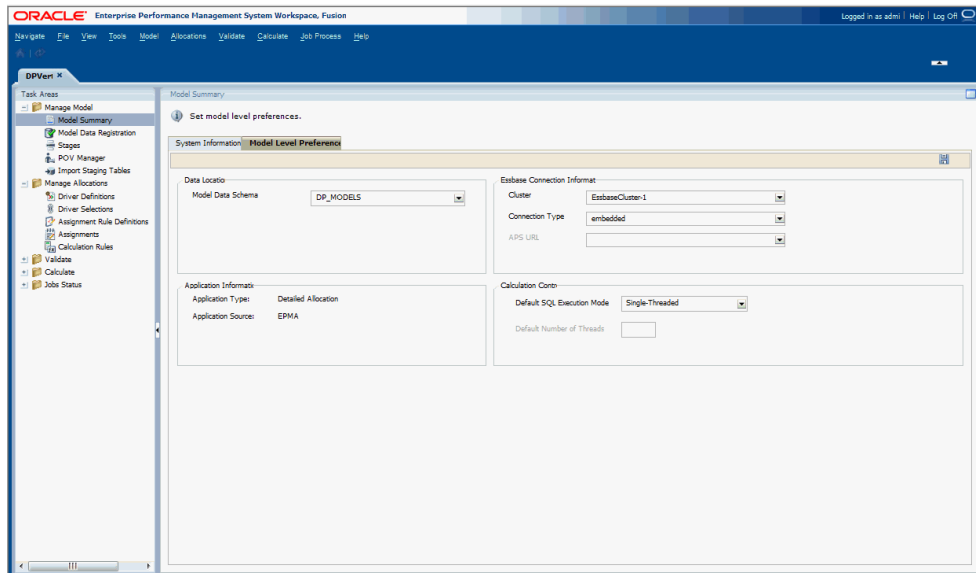 ORACLE Enterprise Performance Management System Workspace, Fusion
Logged in as admi | Help | Log Off
Navigate File View Tools Model Allocations Validate Calculate Job Process Help
DPVeri ×
Task Areas
Manage Model
Model Summary
Model Data Registration
Stages
POV Manager
Import Staging Tables
Manage Allocations
Driver Definitions
Driver Selections
Assignment Rule Definitions
Assignments
Calculation Rules
Validate
Calculate
Jobs Status
Model Summary
Set model level preferences.
System Information Model Level Preferenc
Data Locatio
Model Data Schema DP_MODELS
Essbase Connection Informat
Cluster EssbaseCluster-1
Connection Type embedded
APS URL
Application Informatic
Application Type: Detailed Allocation
Application Source: EPMA
Calculation Contr
Default SQL Execution Mode Single-Threaded
Default Number of Threads